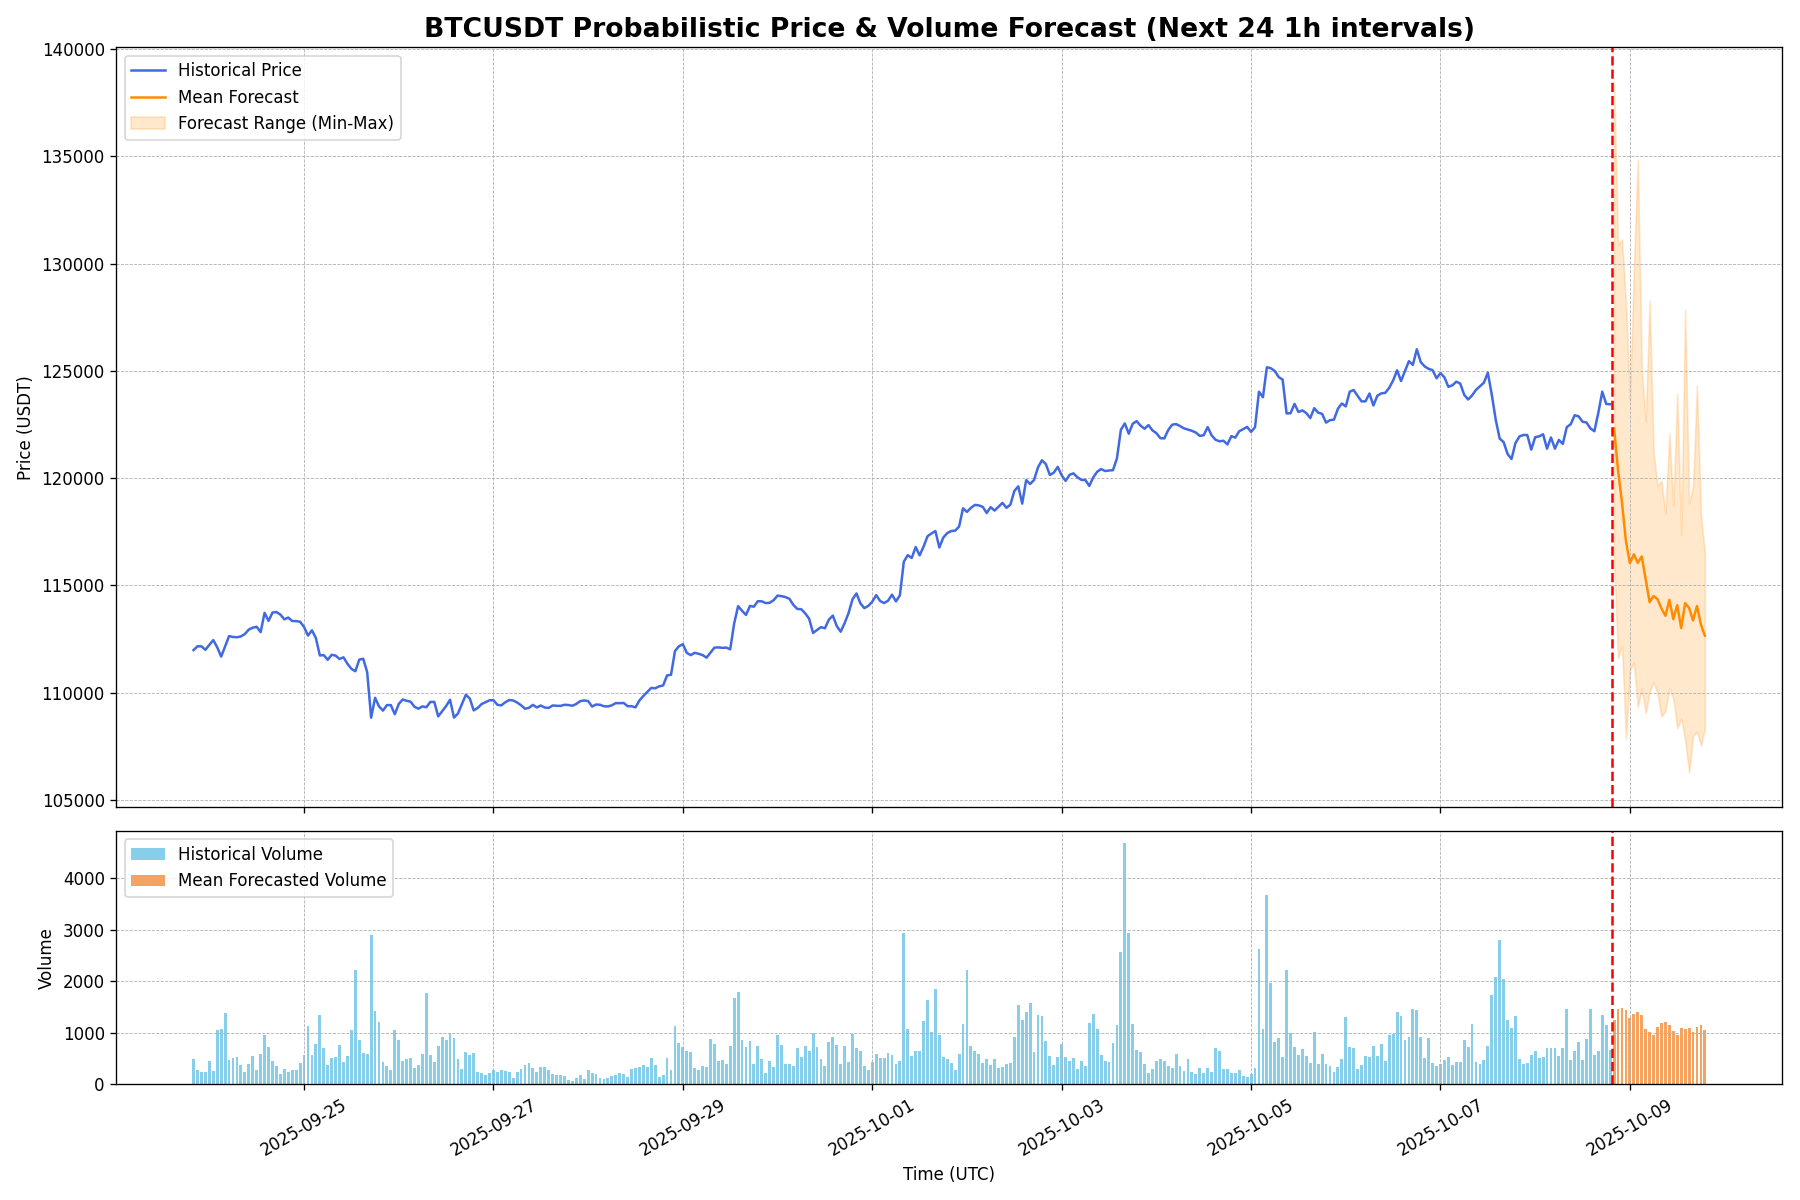 BTCUSDT Probabilistic Price & Volume Forecast (Next 24 1h intervals)
Historical Price
Mean Forecast
Forecast Range (Min-Max)
140000
135000
130000
125000
120000
115000
110000
105000
Price (USDT)
Historical Volume
Mean Forecasted Volume
4000
3000
2000
1000
0
Volume
2025-09-25
2025-09-27
2025-09-29
2025-10-01
2025-10-03
2025-10-05
2025-10-07
2025-10-09
Time (UTC)